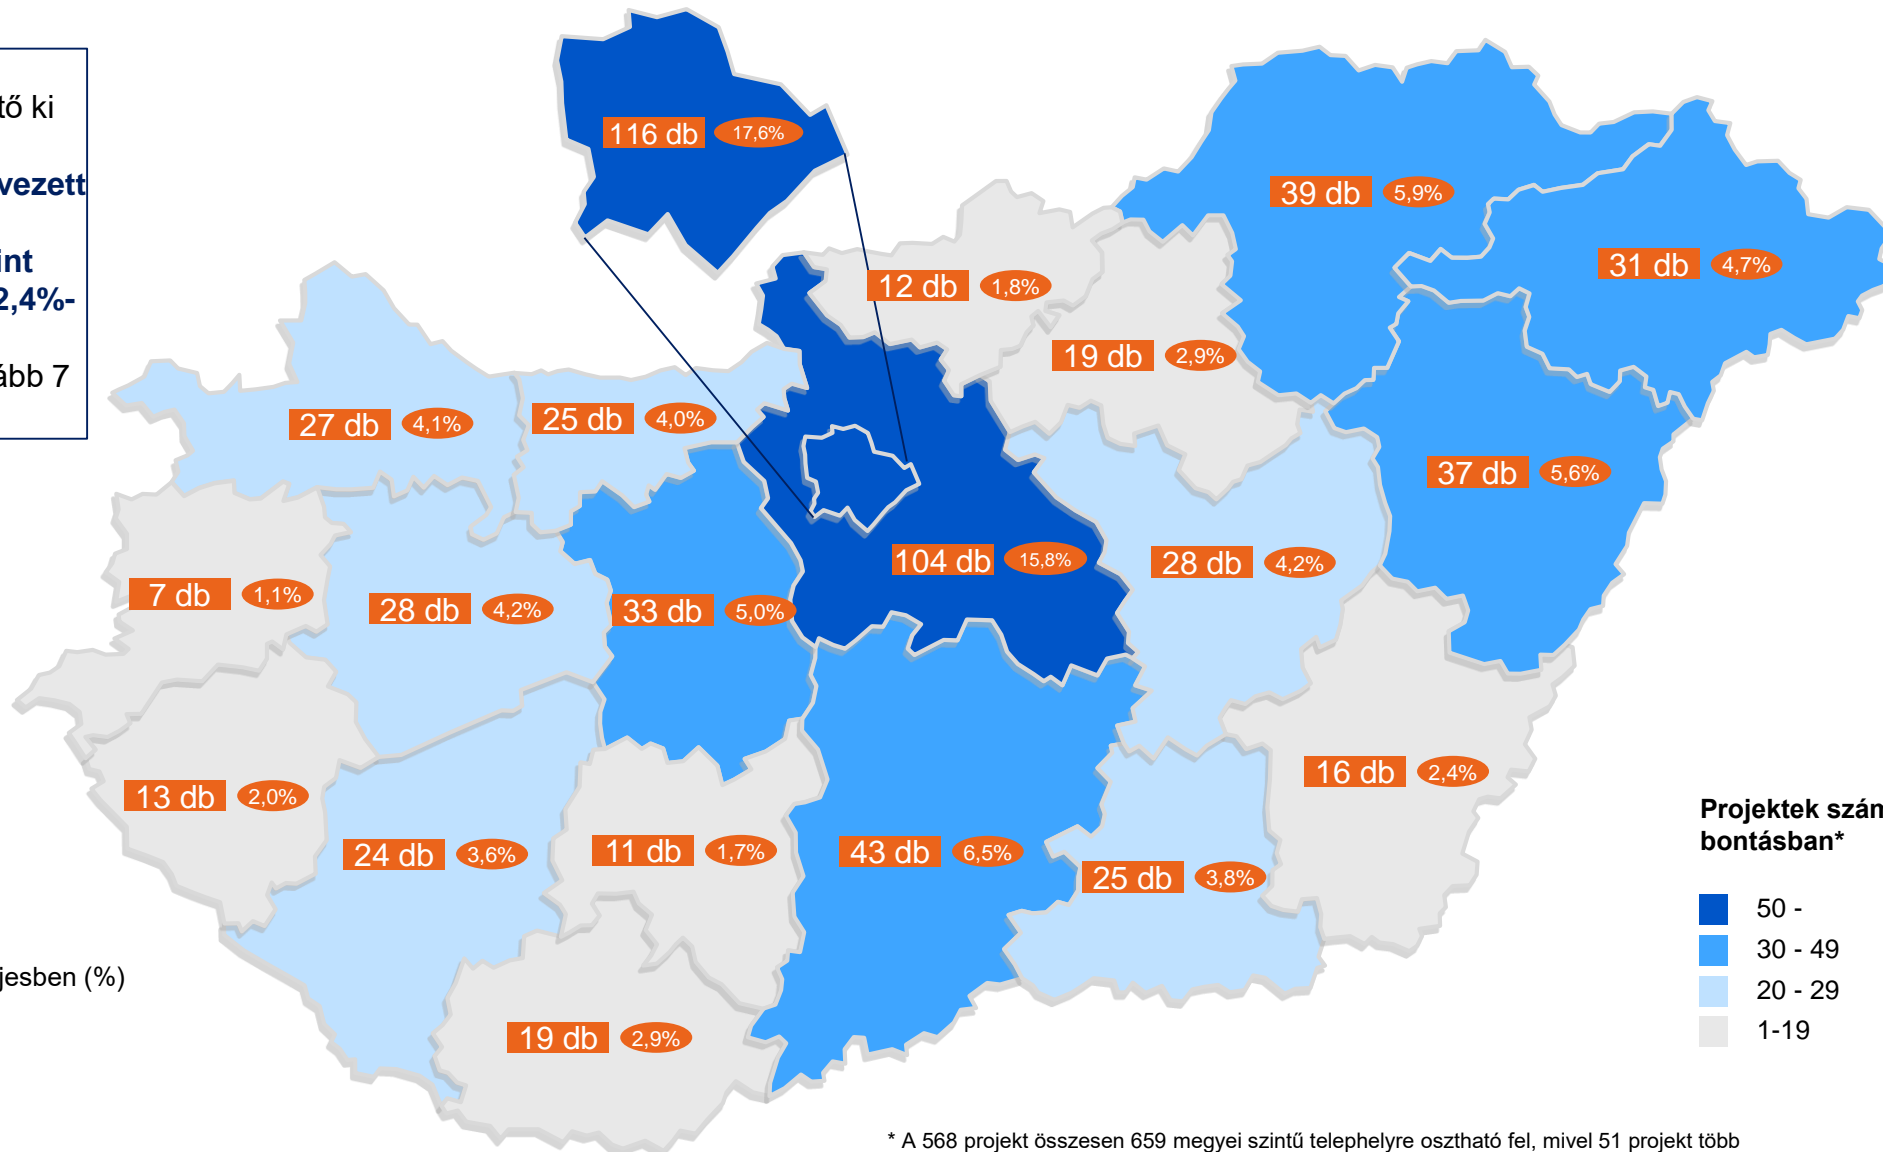 tő ki
vezett
int
2,4%-
ább 7
116 db 17,6%
39 db 5,9%
31 db 4,7%
12 db 1,8%
19 db 2,9%
27 db 4,1%
25 db 4,0%
37 db 5,6%
104 db 15,8%
28 db 4,2%
7 db 1,1%
28 db 4,2%
33 db 5,0%
16 db 2,4%
13 db 2,0%
24 db 3,6%
11 db 1,7%
43 db 6,5%
25 db 3,8%
19 db 2,9%
jesben (%)
Projektek szám
bontásban*
50 -
30 - 49
20 - 29
1-19
* A 568 projekt összesen 659 megyei szintű telephelyre osztható fel, mivel 51 projekt több